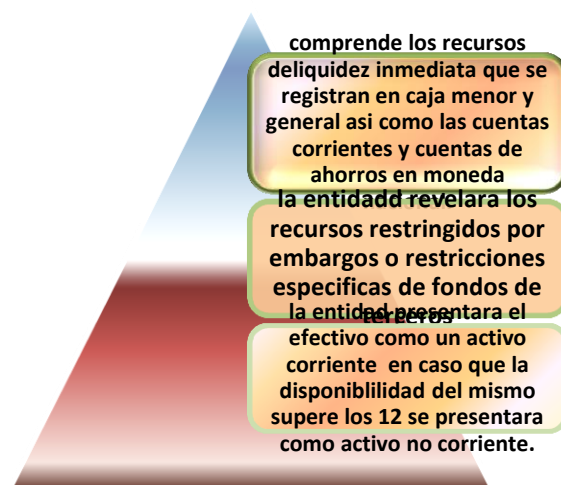 comprende los recursos
deliquidez inmediata que se
registran en caja menor y
general asi como las cuentas
corrientes y cuentas de
ahorros en moneda
la entidadd revelara los
recursos restringidos por
embargos o restricciones
especificas de fondos de
terceros
la entidad presentara el
efectivo como un activo
corriente en caso que la
disponiblilidad del mismo
supere los 12 se presentara
como activo no corriente.